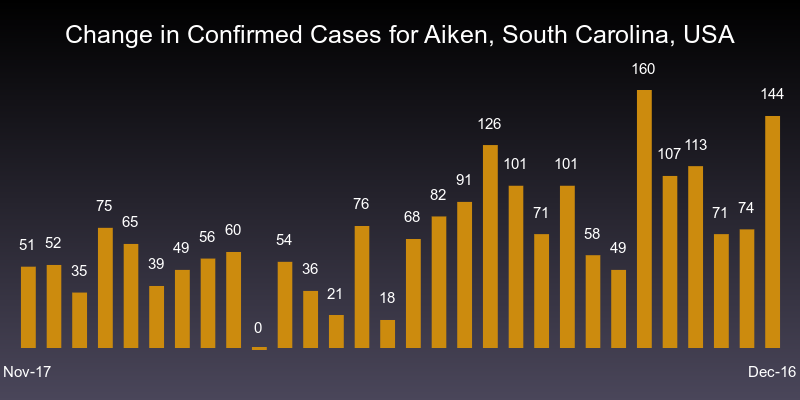 Change in Confirmed Cases for Aiken, South Carolina, USA
51 52 35 75 65 39 49 56 60 0 54 36 21 76 18 68 82 91 126 101 71 101 58 49 160 107 113 71 74 144
Nov-17 Dec-16